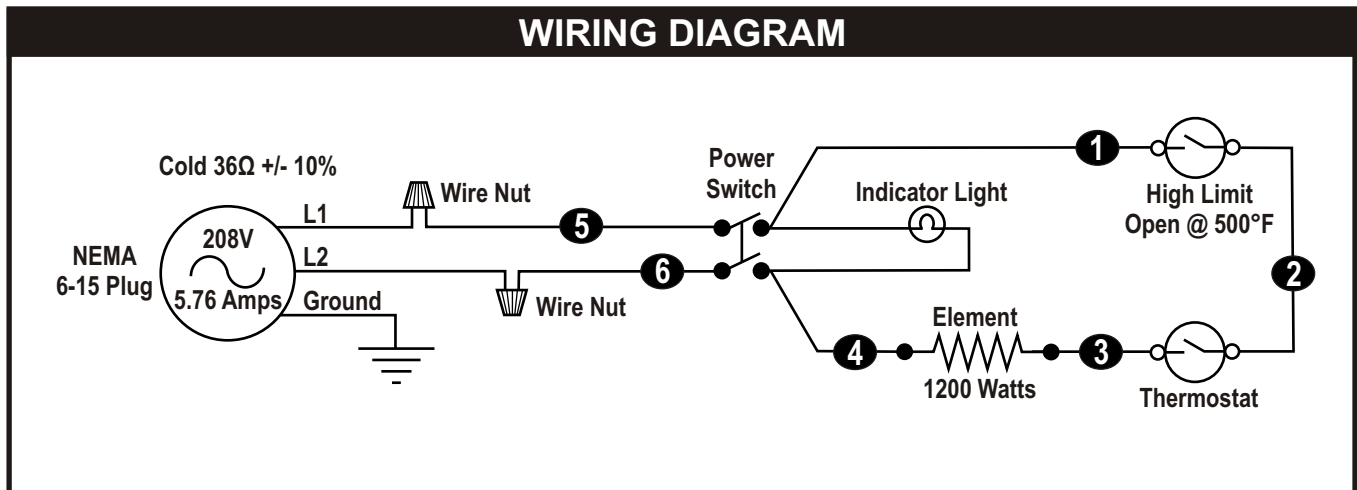 WIRING DIAGRAM
Cold 36Ω +/- 10%
Wire Nut
L1
5
NEMA
6-15 Plug
208V
5.76 Amps
L2
Ground
Wire Nut
6
Power
Switch
Indicator Light
1
High Limit
Open @ 500°F
2
4
Element
1200 Watts
3
Thermostat